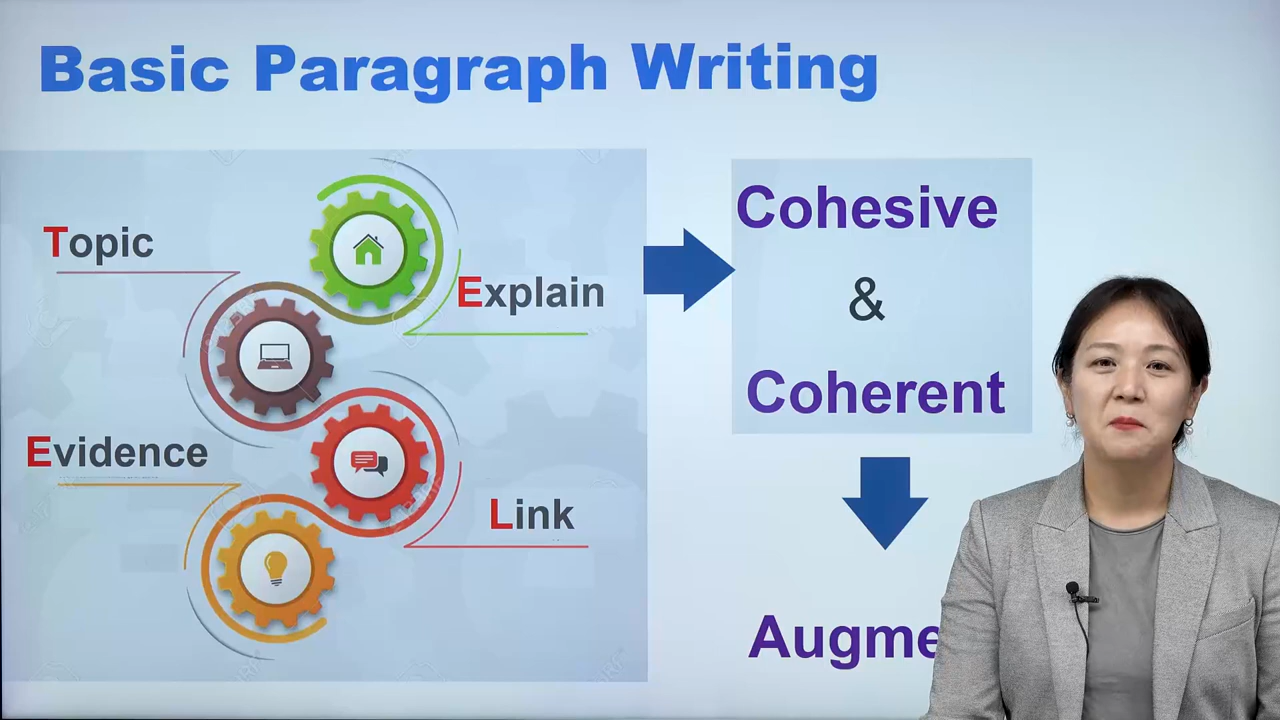 Basic Paragraph Writing
Topic
Explain
Evidence
Link
Cohesive
&
Coherent
Augme